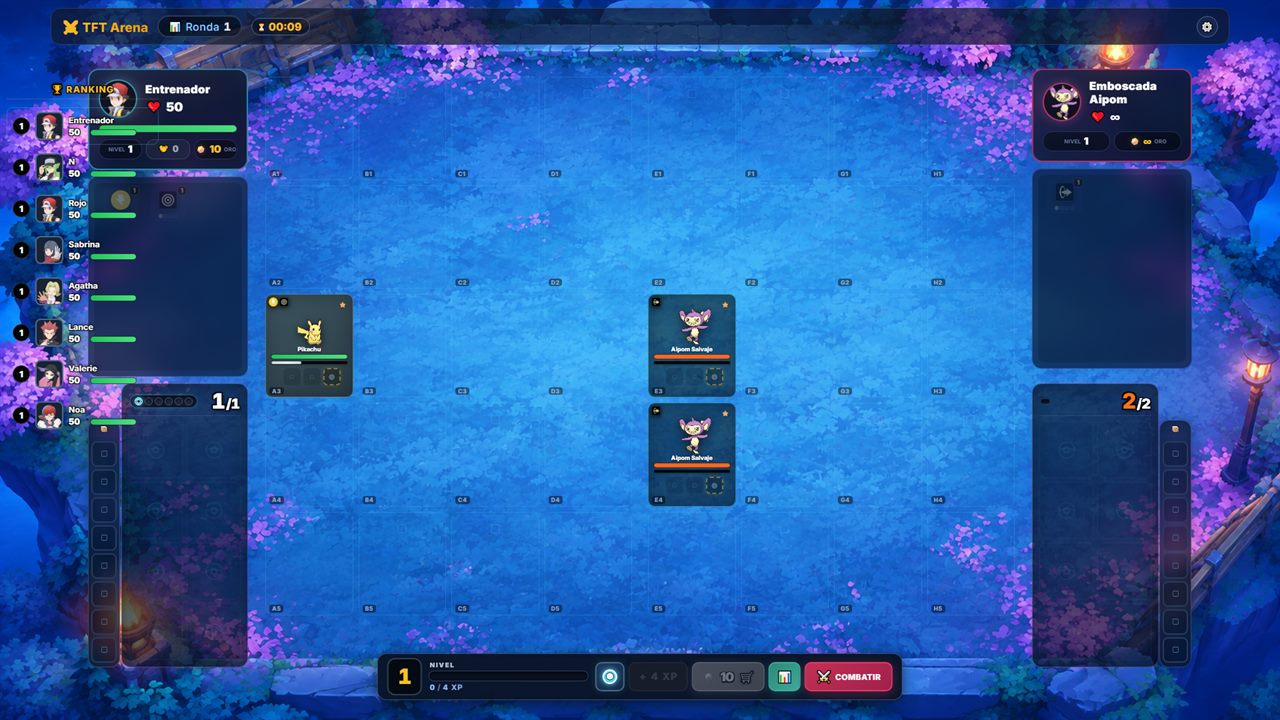 TFT Arena
Ronda 1
00:09
RANKING
Entrenador
50
NIVEL 1
0
10 ORO
1
Entrenador
50
1
N
50
1
Rojo
50
1
Sabrina
50
1
Agatha
50
1
Lance
50
1
Valerie
50
1
Noa
50
1
1
1/1
Emboscada
Aipom
∞
NIVEL 1
∞ ORO
1
2/2
A1
B1
C1
D1
E1
F1
G1
H1
A2
B2
C2
D2
E2
F2
G2
H2
Pikachu
Aipom Salvaje
A3
B3
C3
D3
E3
F3
G3
H3
Aipom Salvaje
A4
B4
C4
D4
E4
F4
G4
H4
A5
B5
C5
D5
E5
F5
G5
H5
1
NIVEL
0 / 4 XP
+ 4 XP
10
COMBATIR